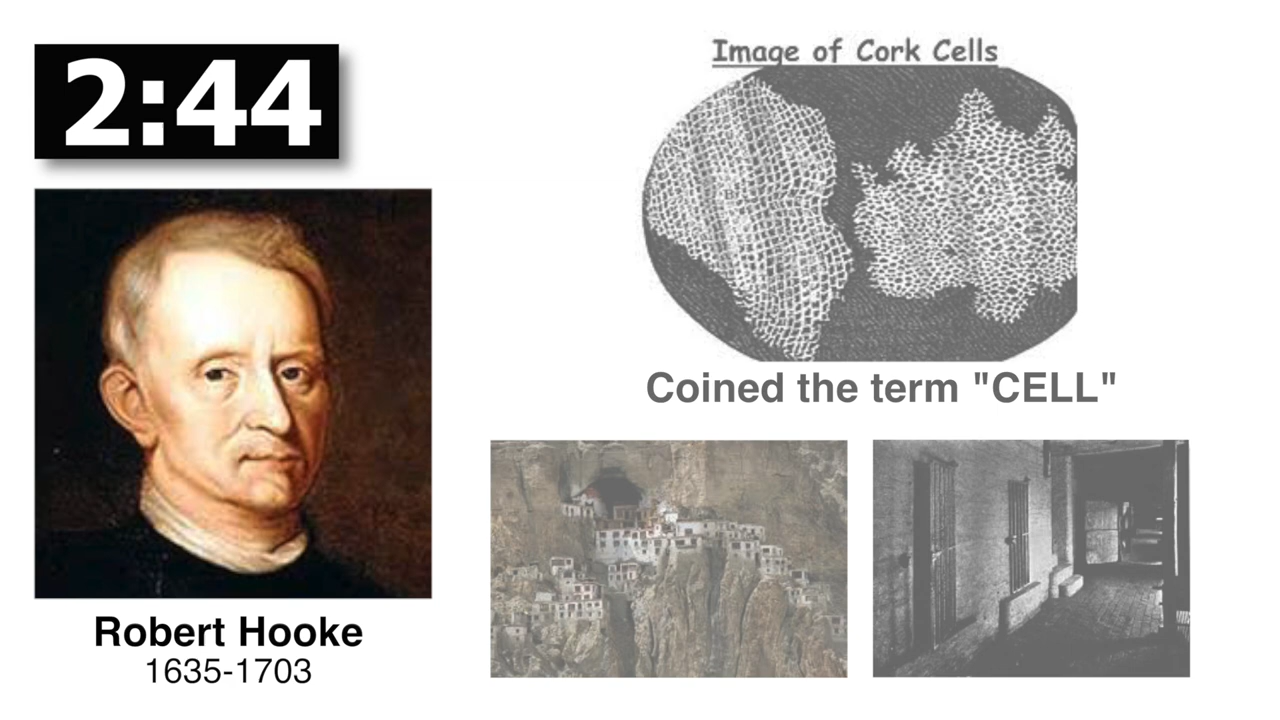 2:44
Image of Cork Cells
B
Coined the term "CELL"
Robert Hooke
1635-1703